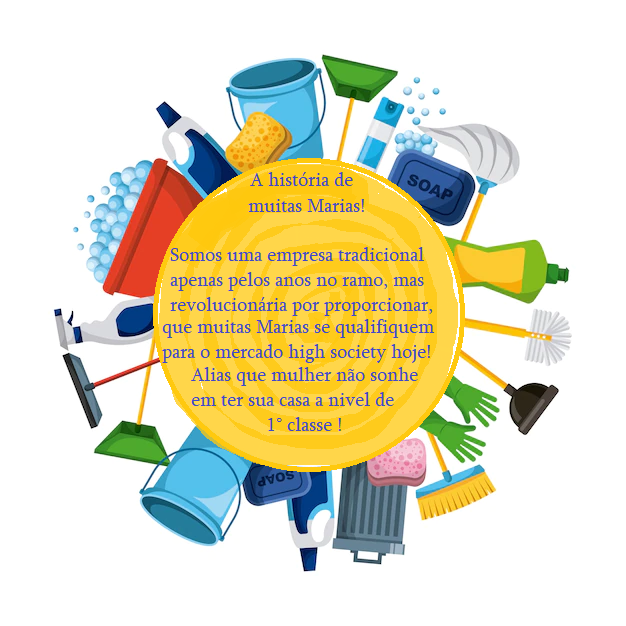 SOAP
A história de
muitas Marias!
Somos uma empresa tradicional
apenas pelos anos no ramo, mas
revolucionária por proporcionar,
que muitas Marias se qualifiquem
para o mercado high society hoje!
Alias que mulher não sonhe
em ter sua casa a nivel de
1° classe !
SOAP